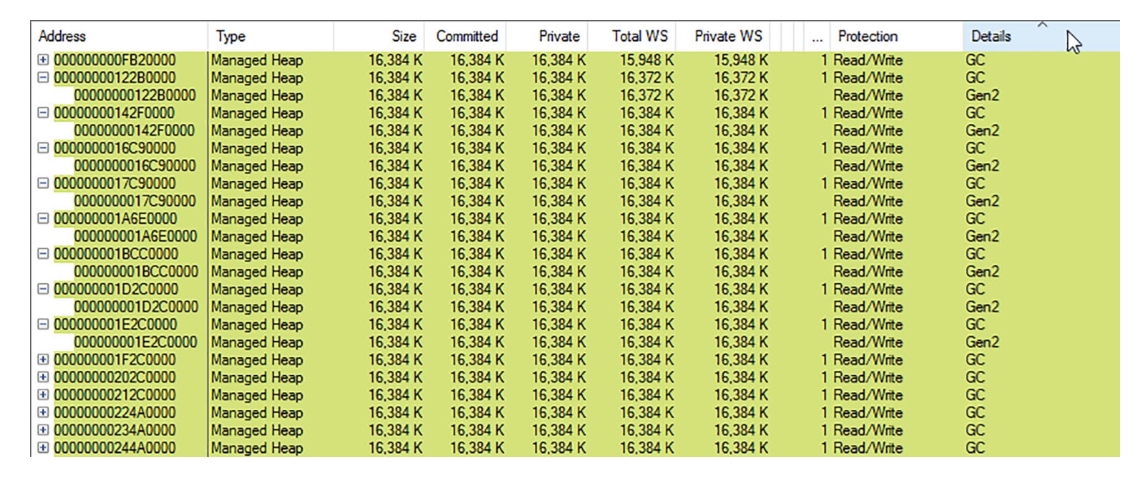 Address Type Size Committed Private Total WS Private WS ... Protection Details
000000000FB20000 Managed Heap 16,384 K 16,384 K 16,384 K 15,948 K 15,948 K 1 Read/Write GC
00000000122B0000 Managed Heap 16,384 K 16,384 K 16,384 K 16,372 K 16,372 K 1 Read/Write GC
00000000122B0000 Managed Heap 16,384 K 16,384 K 16,384 K 16,372 K 16,372 K Read/Write Gen2
00000000142F0000 Managed Heap 16,384 K 16,384 K 16,384 K 16,384 K 16,384 K 1 Read/Write GC
00000000142F0000 Managed Heap 16,384 K 16,384 K 16,384 K 16,384 K 16,384 K Read/Write Gen2
0000000016C90000 Managed Heap 16,384 K 16,384 K 16,384 K 16,384 K 16,384 K 1 Read/Write GC
0000000016C90000 Managed Heap 16,384 K 16,384 K 16,384 K 16,384 K 16,384 K Read/Write Gen2
0000000017C90000 Managed Heap 16,384 K 16,384 K 16,384 K 16,384 K 16,384 K 1 Read/Write GC
0000000017C90000 Managed Heap 16,384 K 16,384 K 16,384 K 16,384 K 16,384 K Read/Write Gen2
000000001A6E0000 Managed Heap 16,384 K 16,384 K 16,384 K 16,384 K 16,384 K 1 Read/Write GC
000000001A6E0000 Managed Heap 16,384 K 16,384 K 16,384 K 16,384 K 16,384 K Read/Write Gen2
000000001BCC0000 Managed Heap 16,384 K 16,384 K 16,384 K 16,384 K 16,384 K 1 Read/Write GC
000000001BCC0000 Managed Heap 16,384 K 16,384 K 16,384 K 16,384 K 16,384 K Read/Write Gen2
000000001D2C0000 Managed Heap 16,384 K 16,384 K 16,384 K 16,384 K 16,384 K 1 Read/Write GC
000000001D2C0000 Managed Heap 16,384 K 16,384 K 16,384 K 16,384 K 16,384 K Read/Write Gen2
000000001E2C0000 Managed Heap 16,384 K 16,384 K 16,384 K 16,384 K 16,384 K 1 Read/Write GC
000000001E2C0000 Managed Heap 16,384 K 16,384 K 16,384 K 16,384 K 16,384 K Read/Write Gen2
000000001F2C0000 Managed Heap 16,384 K 16,384 K 16,384 K 16,384 K 16,384 K 1 Read/Write GC
00000000202C0000 Managed Heap 16,384 K 16,384 K 16,384 K 16,384 K 16,384 K 1 Read/Write GC
00000000212C0000 Managed Heap 16,384 K 16,384 K 16,384 K 16,384 K 16,384 K 1 Read/Write GC
00000000224A0000 Managed Heap 16,384 K 16,384 K 16,384 K 16,384 K 16,384 K 1 Read/Write GC
00000000234A0000 Managed Heap 16,384 K 16,384 K 16,384 K 16,384 K 16,384 K 1 Read/Write GC
00000000244A0000 Managed Heap 16,384 K 16,384 K 16,384 K 16,384 K 16,384 K 1 Read/Write GC